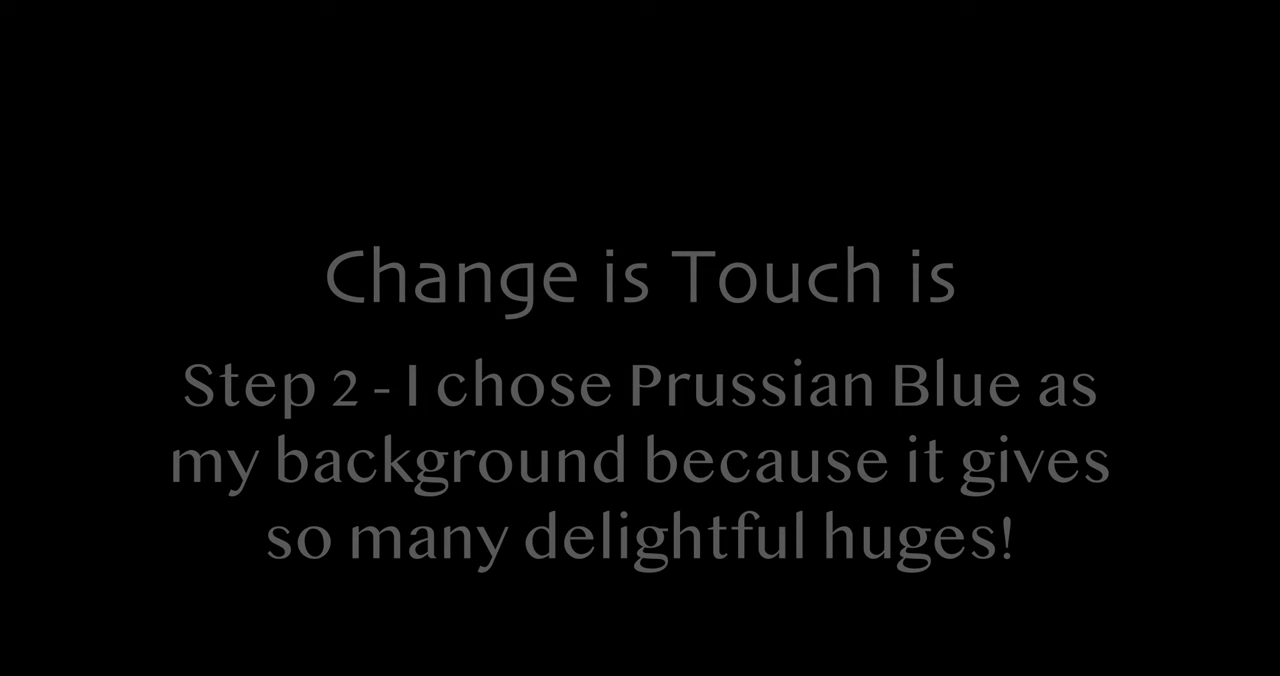 Change is Touch is
Step 2 - I chose Prussian Blue as
my background because it gives
so many delightful huges!